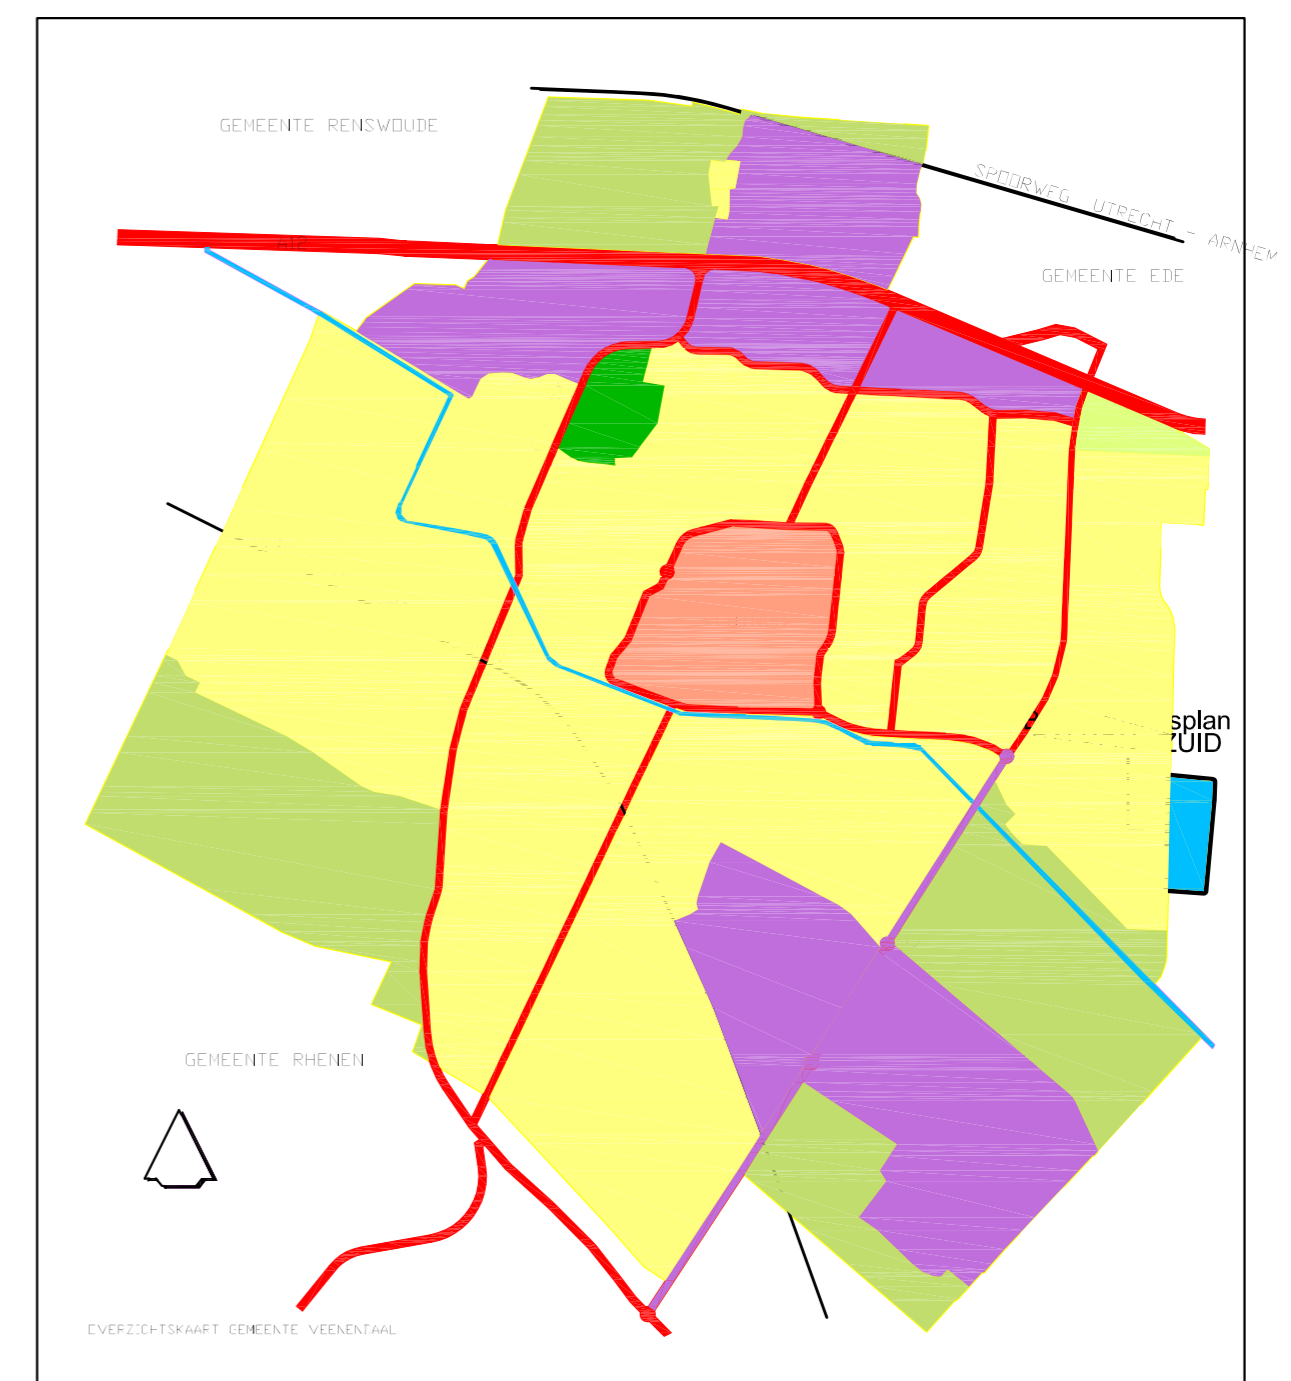 GEMEENTE RENSWOUDE
SPOORWEG UTRECHT - ARNHEM
A12
GEMEENTE EDE
splan
ZUID
GEMEENTE RHENEN
OVERZICHTSKAART GEMEENTE VEENENDAAL